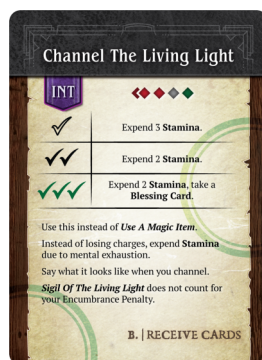 Channel The Living Light
INT
Expend 3 Stamina.
Expend 2 Stamina.
Expend 2 Stamina, take a
Blessing Card.
Use this instead of Use A Magic Item.
Instead of losing charges, expend Stamina
due to mental exhaustion.
Say what it looks like when you channel.
Sigil Of The Living Light does not count for
your Encumbrance Penalty.
B. | RECEIVE CARDS